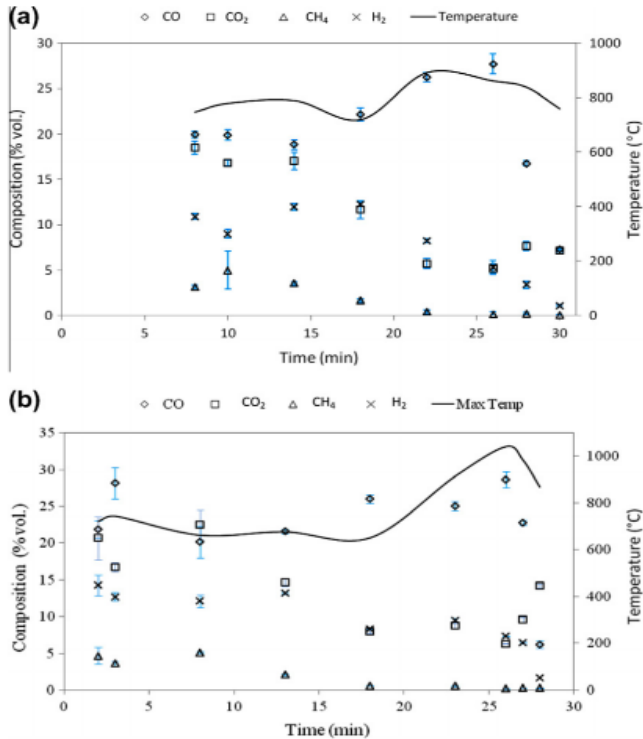 (a)
CO CO₂ CH₄ H₂ Temperature
30 1000
25 800
20
600
15
400
10
5 200
0 0
0 5 10 15 20 25 30
Composition (% vol.)
Temperature (°C)
Time (min)
(b)
CO CO₂ CH₄ H₂ Max Temp
35
30 1000
25 800
20 600
15
400
10
5 200
0 0
0 5 10 15 20 25 30
Composition (% vol.)
Temperature (°C)
Time (min)